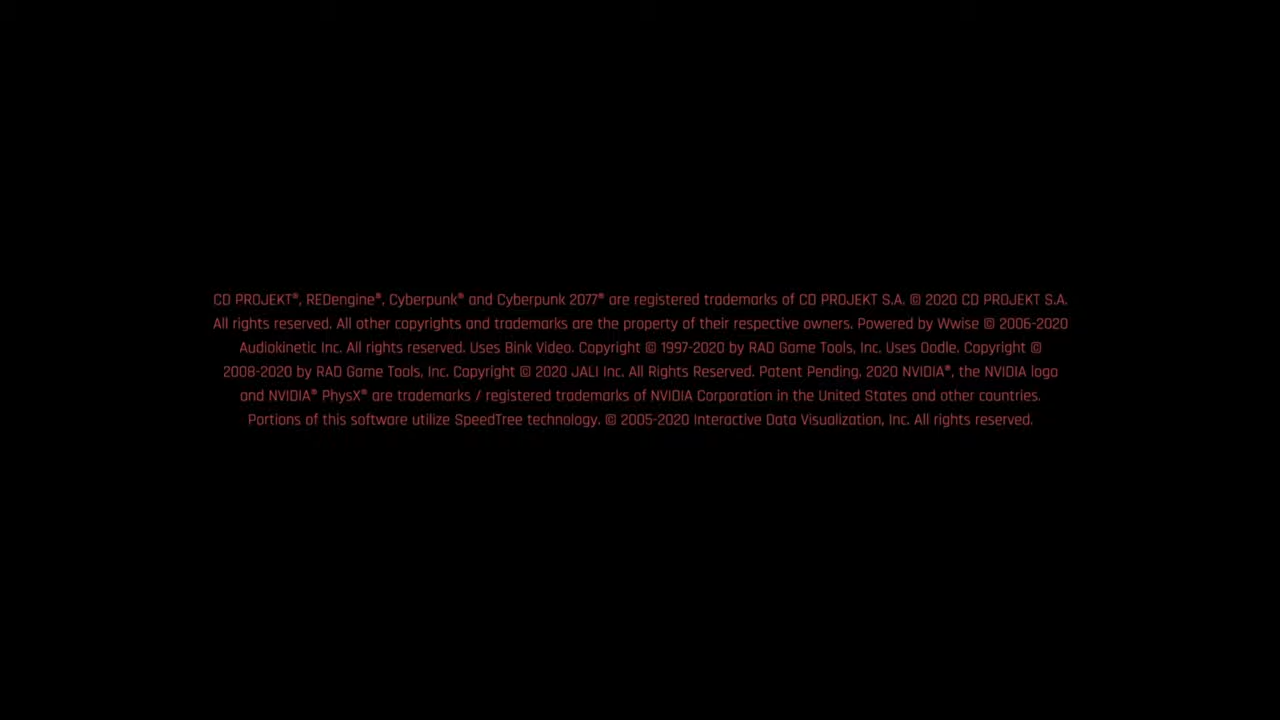 CD PROJEKT®, REDengine®, Cyberpunk® and Cyberpunk 2077® are registered trademarks of CD PROJEKT S.A. © 2020 CD PROJEKT S.A.
All rights reserved. All other copyrights and trademarks are the property of their respective owners. Powered by Wwise © 2006-2020
Audiokinetic Inc. All rights reserved. Uses Bink Video. Copyright © 1997-2020 by RAD Game Tools, Inc. Uses Oodle. Copyright ©
2008-2020 by RAD Game Tools, Inc. Copyright © 2020 JALI Inc. All Rights Reserved. Patent Pending. 2020 NVIDIA®, the NVIDIA logo
and NVIDIA® PhysX® are trademarks / registered trademarks of NVIDIA Corporation in the United States and other countries.
Portions of this software utilize SpeedTree technology. © 2005-2020 Interactive Data Visualization, Inc. All rights reserved.